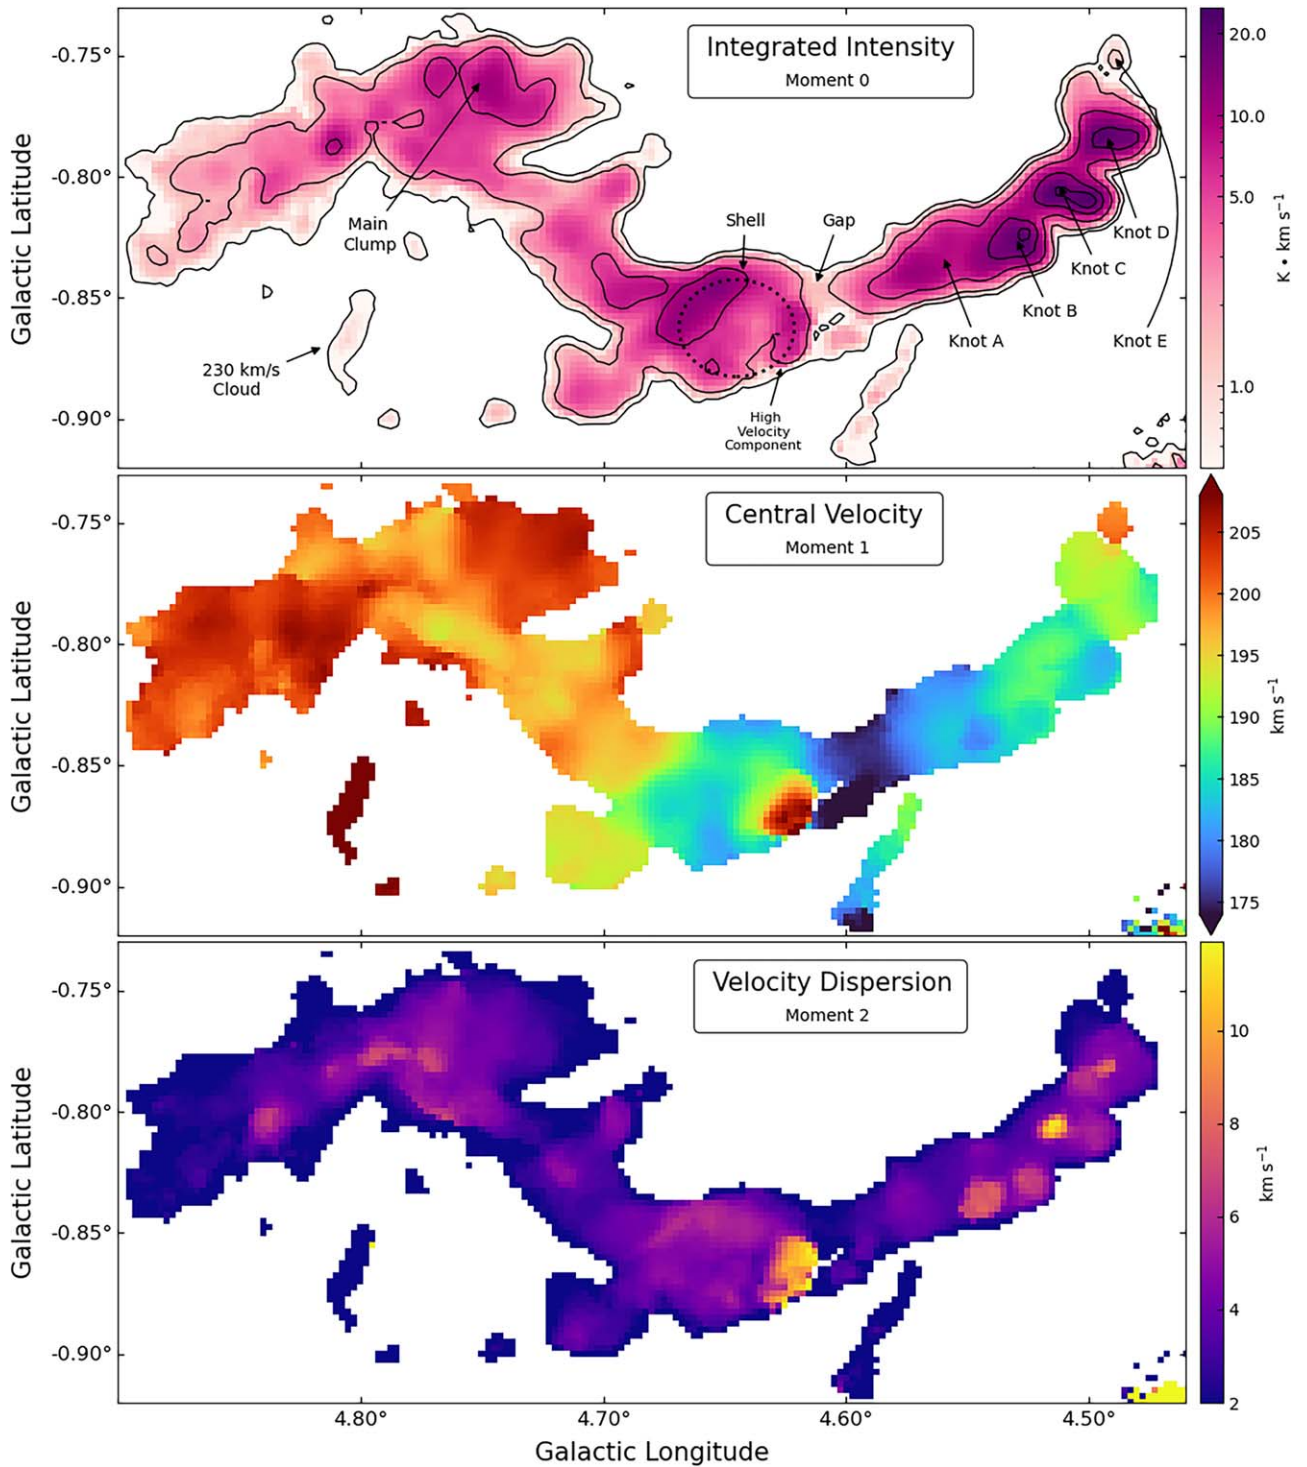 Integrated Intensity
Moment 0
-0.75°
-0.80°
-0.85°
-0.90°
Galactic Latitude
Main
Clump
230 km/s
Cloud
Shell
Gap
High
Velocity
Component
Knot A
Knot B
Knot C
Knot D
Knot E
20.0
10.0
5.0
1.0
K • km s⁻¹
Central Velocity
Moment 1
-0.75°
-0.80°
-0.85°
-0.90°
Galactic Latitude
205
200
195
190
185
180
175
km s⁻¹
Velocity Dispersion
Moment 2
-0.75°
-0.80°
-0.85°
-0.90°
Galactic Latitude
10
8
6
4
2
km s⁻¹
4.80°
4.70°
4.60°
4.50°
Galactic Longitude